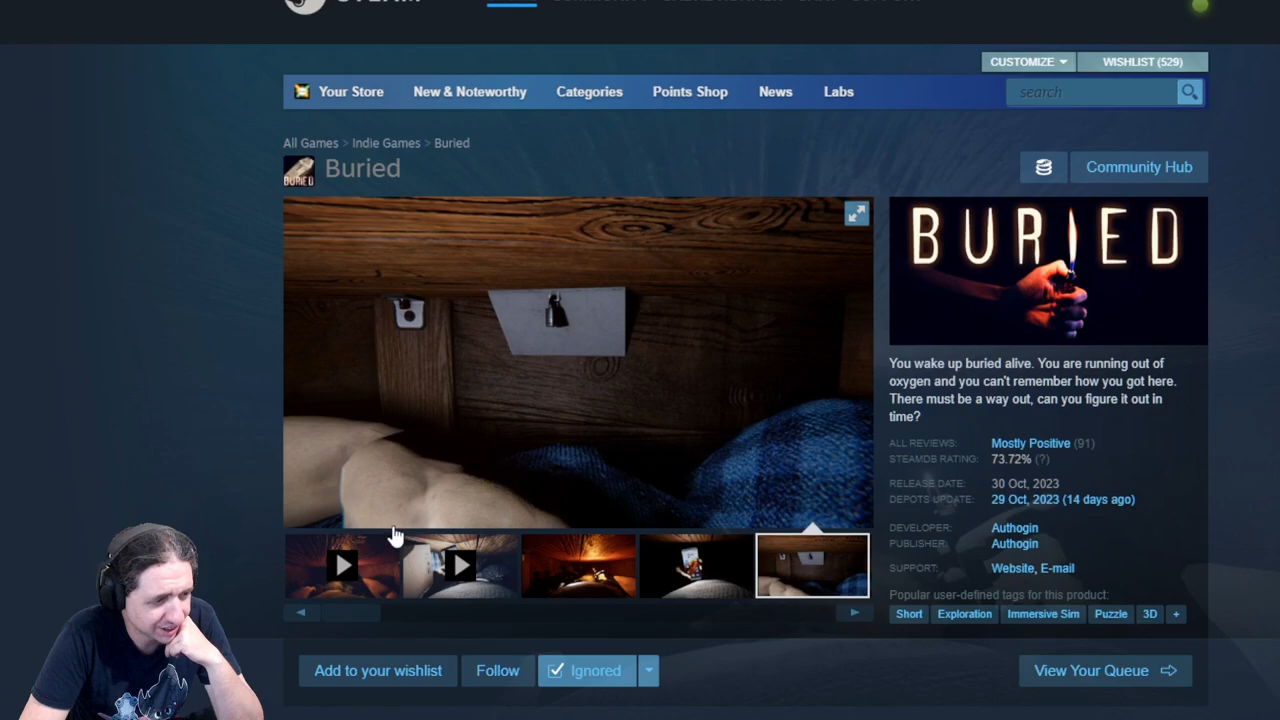 CUSTOMIZE
WISHLIST (529)
Your Store
New & Noteworthy
Categories
Points Shop
News
Labs
search
All Games > Indie Games > Buried
BURIED
Buried
Community Hub
BURIED
You wake up buried alive. You are running out of
oxygen and you can't remember how you got here.
There must be a way out, can you figure it out in
time?
ALL REVIEWS: Mostly Positive (91)
STEAMDB RATING: 73.72% (?)
RELEASE DATE: 30 Oct, 2023
DEPOTS UPDATE: 29 Oct, 2023 (14 days ago)
DEVELOPER: Authogin
PUBLISHER: Authogin
SUPPORT: Website, E-mail
Popular user-defined tags for this product:
Short
Exploration
Immersive Sim
Puzzle
3D
+
Add to your wishlist
Follow
Ignored
View Your Queue